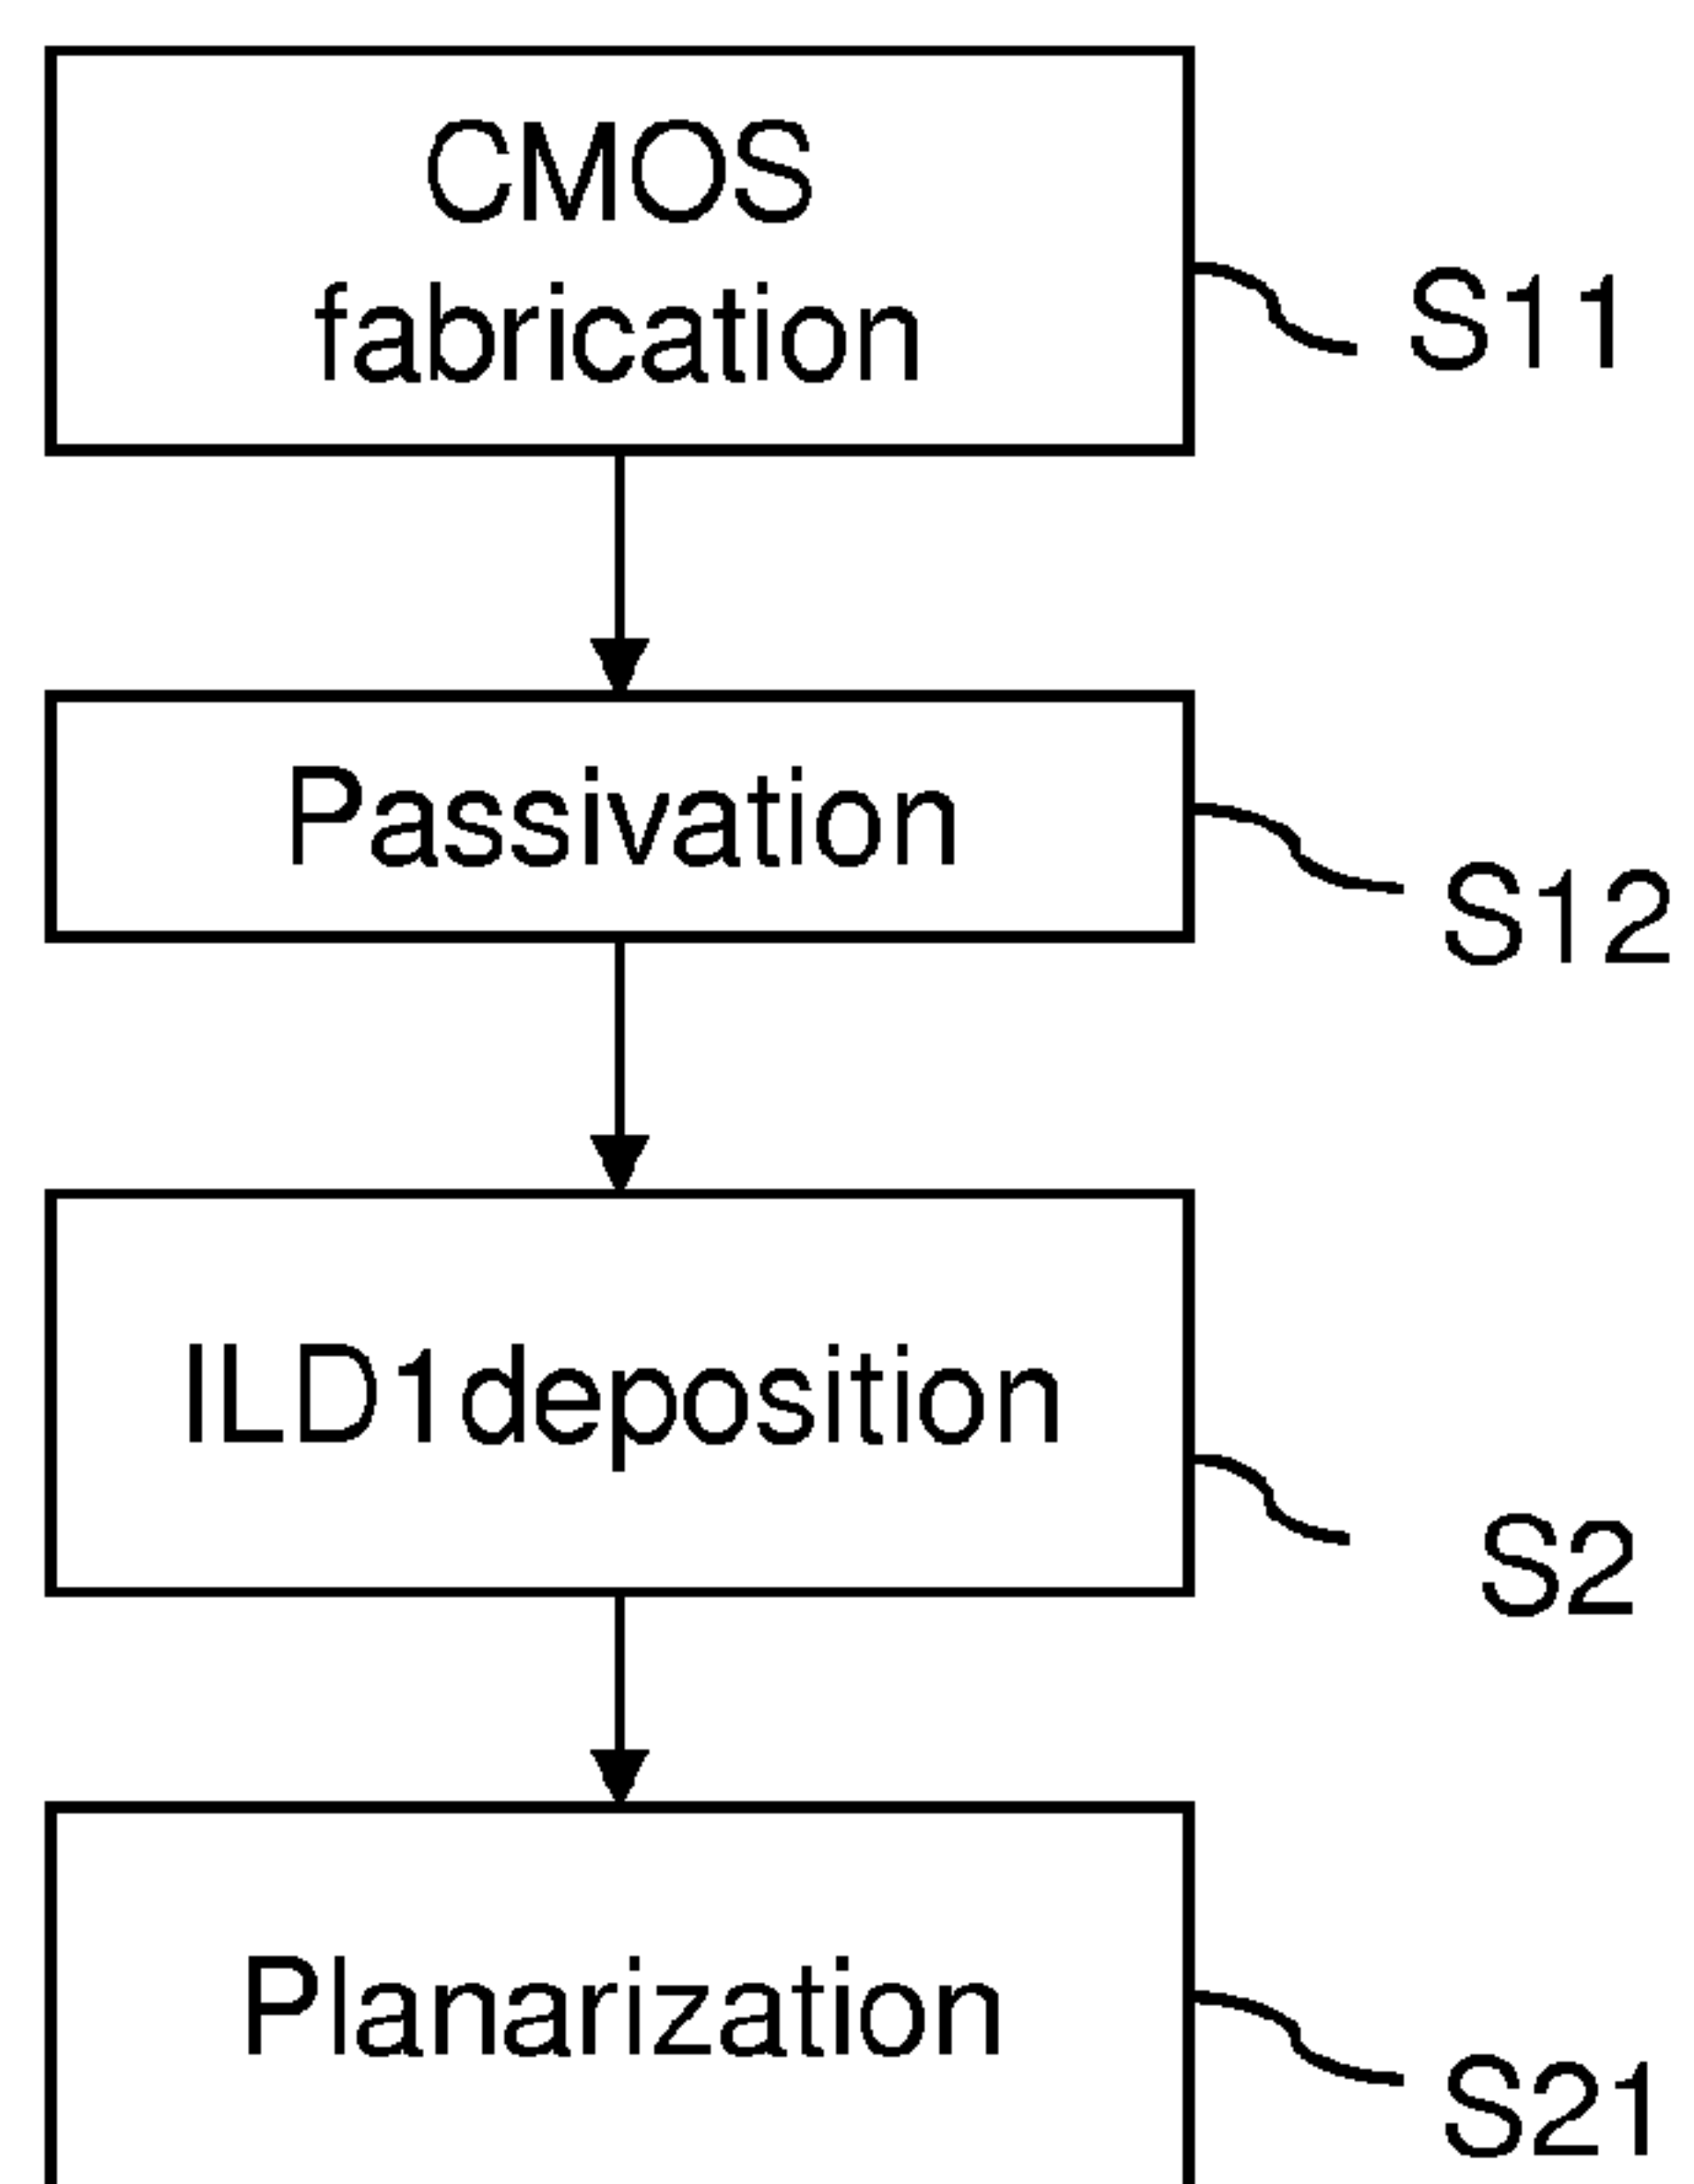 CMOS
fabrication
S11
Passivation
S12
ILD1deposition
S2
Planarization
S21